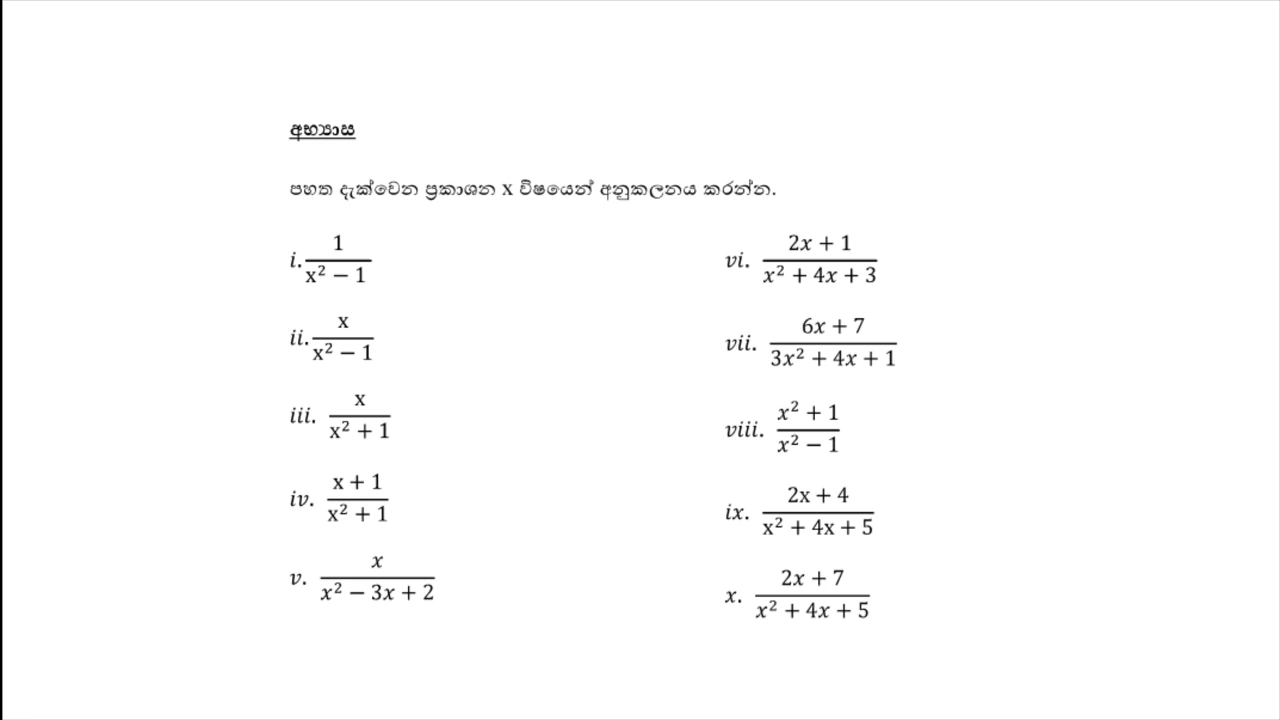 අභ්‍යාස
පහත දැක්වෙන ප්‍රකාශන x විෂයෙන් අනුකලනය කරන්න.
i. 1/(x² − 1)
ii. x/(x² − 1)
iii. x/(x² + 1)
iv. (x + 1)/(x² + 1)
v. x/(x² − 3x + 2)
vi. (2x + 1)/(x² + 4x + 3)
vii. (6x + 7)/(3x² + 4x + 1)
viii. (x² + 1)/(x² − 1)
ix. (2x + 4)/(x² + 4x + 5)
x. (2x + 7)/(x² + 4x + 5)